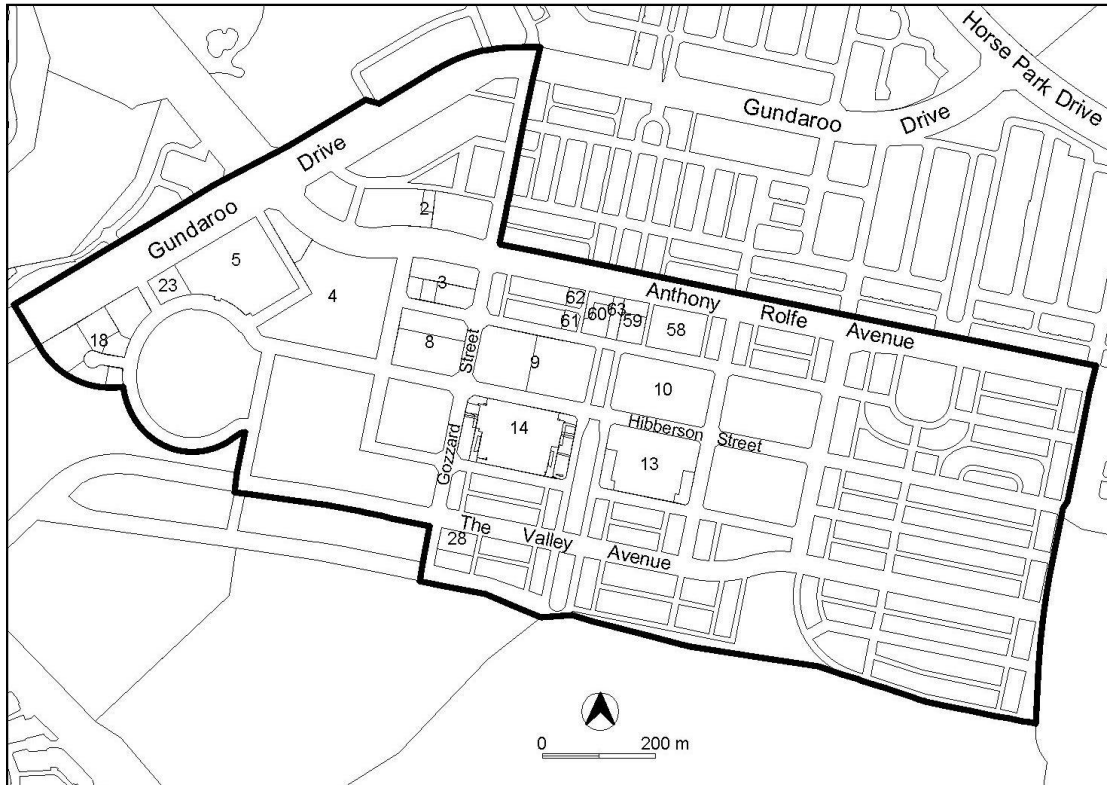 Horse Park Drive
Gundaroo Drive
Gundaroo Drive
2
5
23
4
3
62
63
Anthony Rolfe Avenue
61
60
59
58
18
8
Gozzard Street
9
10
14
Hibberson Street
13
28
The Valley Avenue
0 200 m